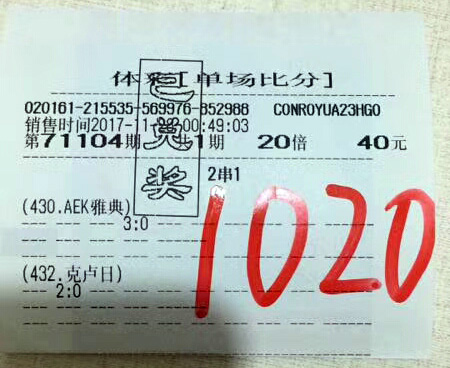 体彩[单场比分]
已兑奖
020161-215535-569976-852988 CONROYUA23HGO
销售时间2017-11- 00:49:03
第71104期 共1期 20倍 40元
2串1
(430.AEK雅典)
3:0
1020
(432.克卢日)
2:0